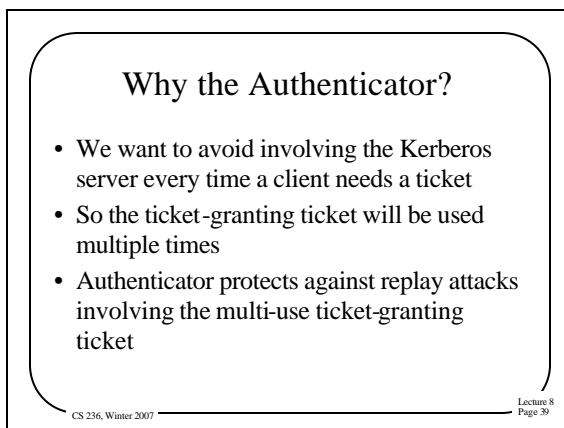 Why the Authenticator?
• We want to avoid involving the Kerberos
server every time a client needs a ticket
• So the ticket-granting ticket will be used
multiple times
• Authenticator protects against replay attacks
involving the multi-use ticket-granting
ticket
CS 236, Winter 2007
Lecture 8
Page 39